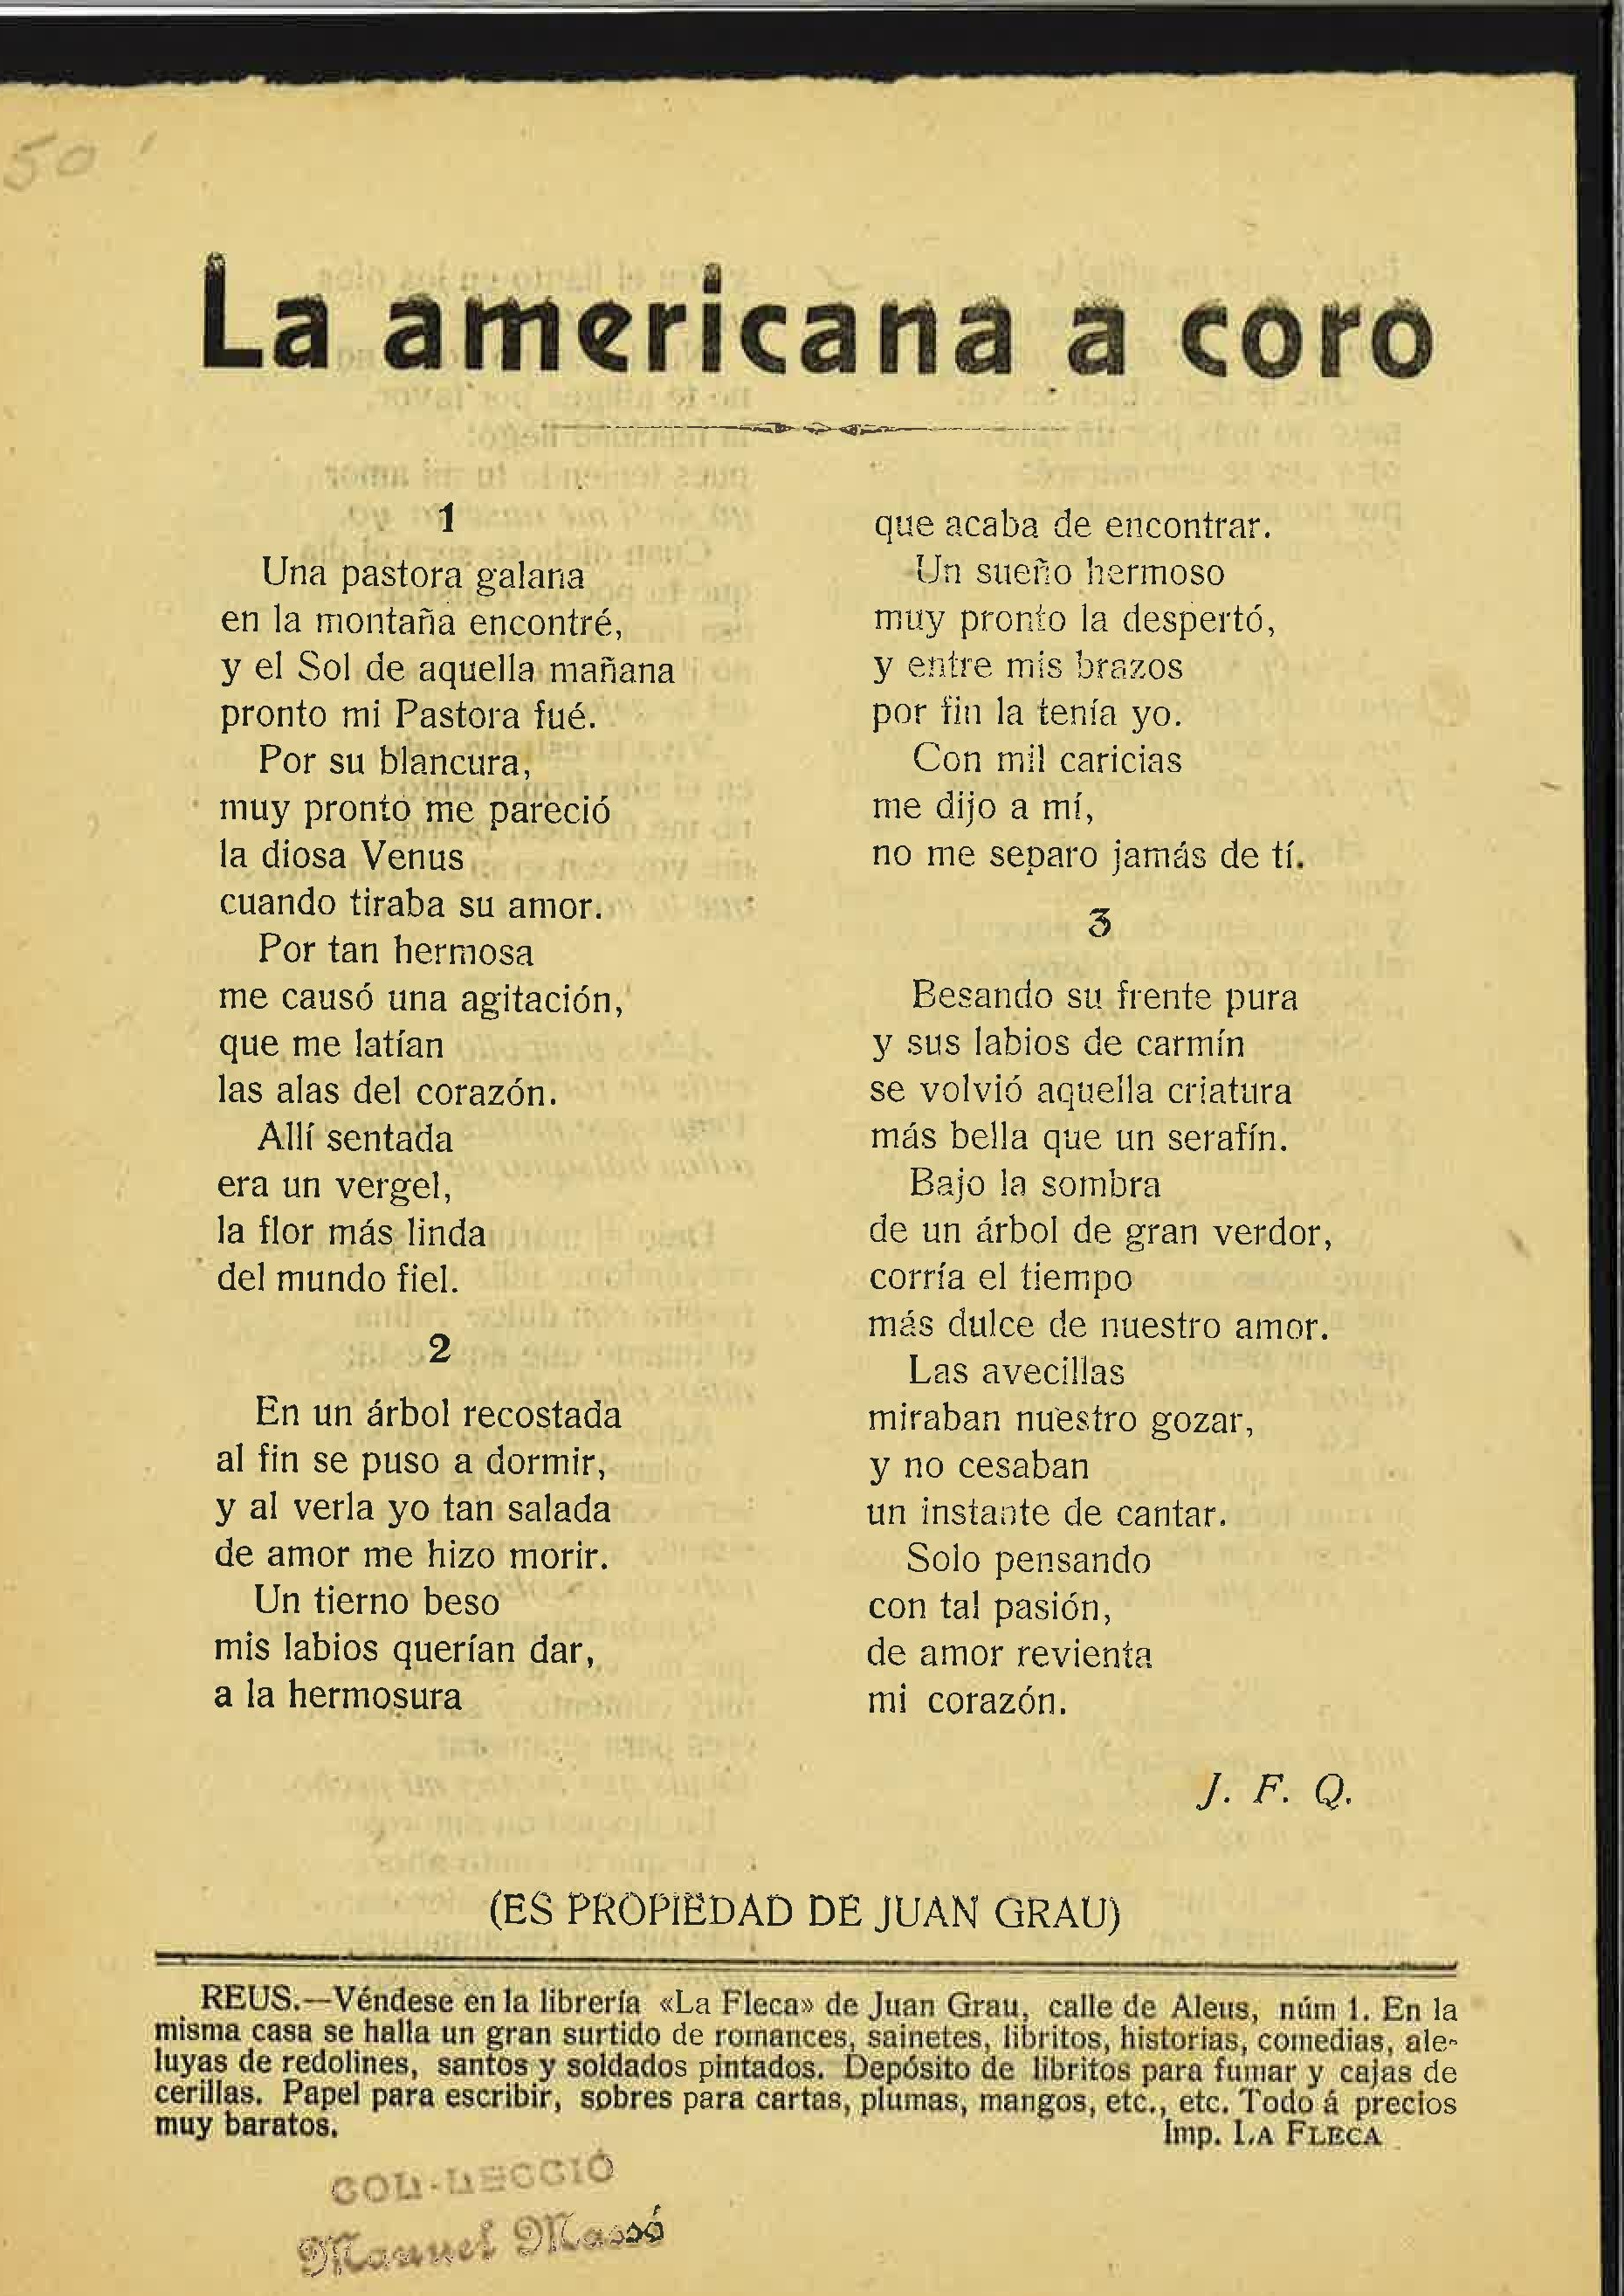 50
La americana a coro
1
Una pastora galana
en la montaña encontré,
y el Sol de aquella mañana
pronto mi Pastora fué.
Por su blancura,
muy pronto me pareció
la diosa Venus
cuando tiraba su amor.
Por tan hermosa
me causó una agitación,
que me latían
las alas del corazón.
Allí sentada
era un vergel,
la flor más linda
del mundo fiel.
2
En un árbol recostada
al fin se puso a dormir,
y al verla yo tan salada
de amor me hizo morir.
Un tierno beso
mis labios querían dar,
a la hermosura
que acaba de encontrar.
Un sueño hermoso
muy pronto la despertó,
y entre mis brazos
por fin la tenía yo.
Con mil caricias
me dijo a mí,
no me separo jamás de tí.
3
Besando su frente pura
y sus labios de carmín
se volvió aquella criatura
más bella que un serafín.
Bajo la sombra
de un árbol de gran verdor,
corría el tiempo
más dulce de nuestro amor.
Las avecillas
miraban nuestro gozar,
y no cesaban
un instante de cantar.
Solo pensando
con tal pasión,
de amor revienta
mi corazón.
J. F. Q.
(ES PROPIEDAD DE JUAN GRAU)
REUS.—Véndese en la librería «La Fleca» de Juan Grau, calle de Aleus, núm 1. En la
misma casa se halla un gran surtido de romances, sainetes, libritos, historias, comedias, ale-
luyas de redolines, santos y soldados pintados. Depósito de libritos para fumar y cajas de
cerillas. Papel para escribir, sobres para cartas, plumas, mangos, etc., etc. Todo á precios
muy baratos. Imp. LA FLECA
COL·LECCIÓ
Manuel Massó